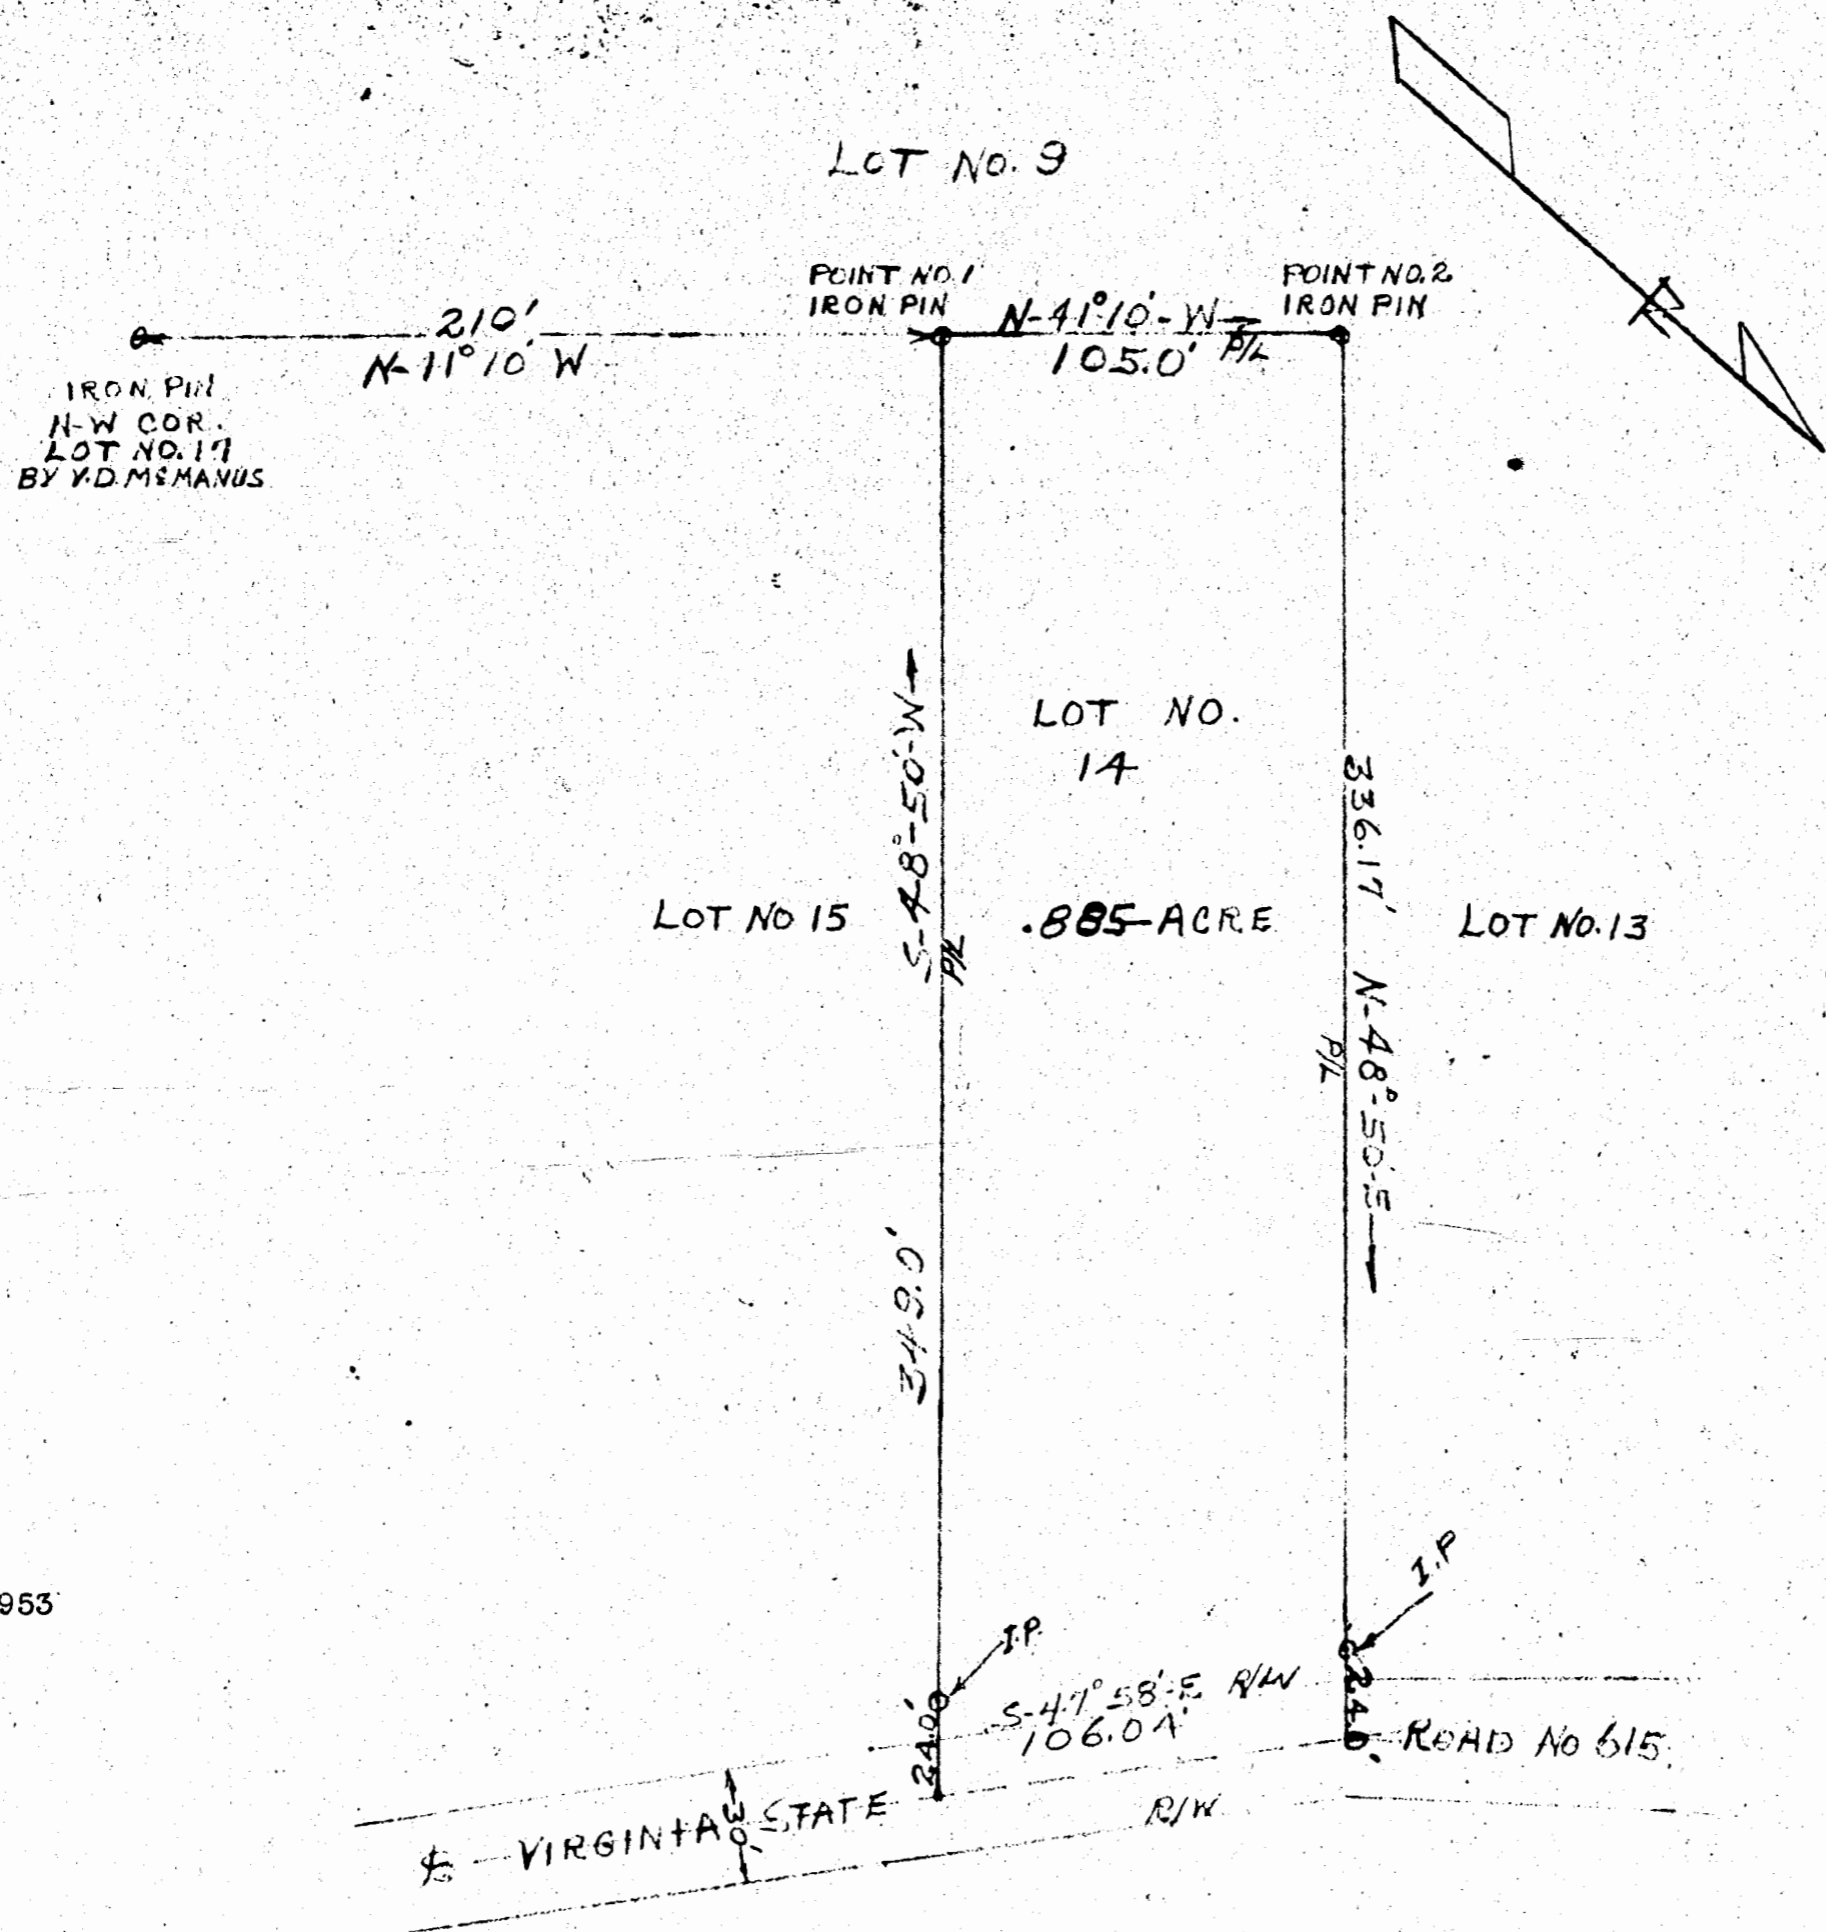 LOT NO. 9
POINT NO. 1
IRON PIN
POINT NO. 2
IRON PIN
210'
N-11°10' W
N-41°10'-W
105.0' P/L
IRON PIN
N-W COR.
LOT NO. 17
BY V.D. McMANUS
S-48°-50'-W
P/L
349.0'
LOT NO.
14
.885-ACRE
LOT NO 15
336.17' N-48°-50'-E
P/L
LOT NO. 13
953
I.P.
I.P
24.0'
24.0'
S-47°58'-E R/W
106.04'
ROAD NO 615
VIRGINIA STATE
30'
R/W